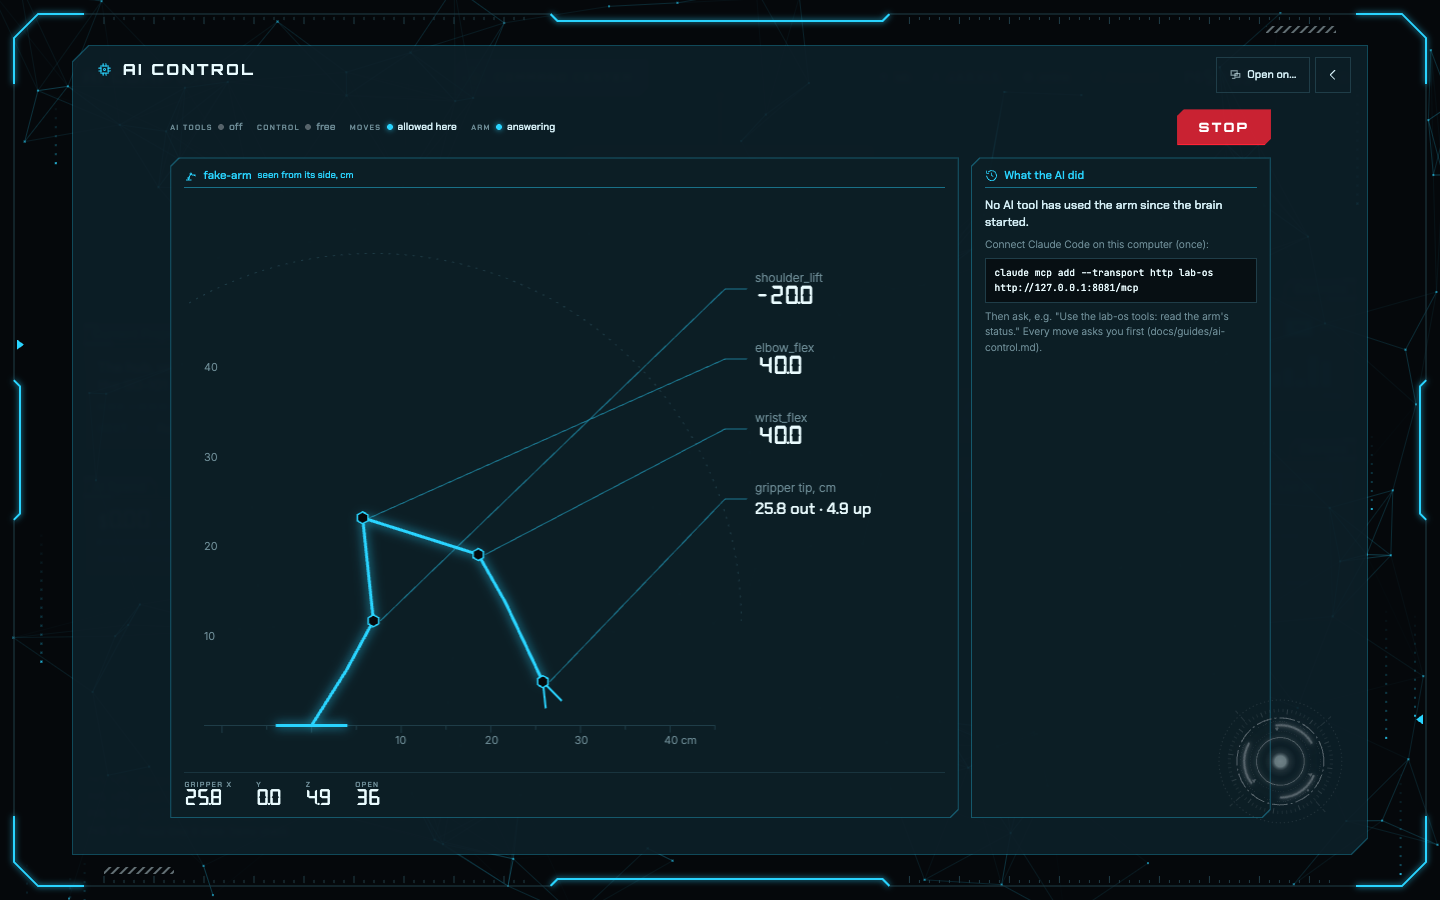 AI CONTROL
Open on...
AI TOOLS off CONTROL free MOVES allowed here ARM answering
STOP
fake-arm seen from its side, cm
shoulder_lift
-20.0
elbow_flex
40.0
wrist_flex
40.0
gripper tip, cm
25.8 out · 4.9 up
40
30
20
10
10 20 30 40 cm
GRIPPER X Y Z OPEN
25.8 0.0 4.9 36
What the AI did
No AI tool has used the arm since the brain
started.
Connect Claude Code on this computer (once):
claude mcp add --transport http lab-os
http://127.0.0.1:8081/mcp
Then ask, e.g. "Use the lab-os tools: read the arm's
status." Every move asks you first (docs/guides/ai-
control.md).